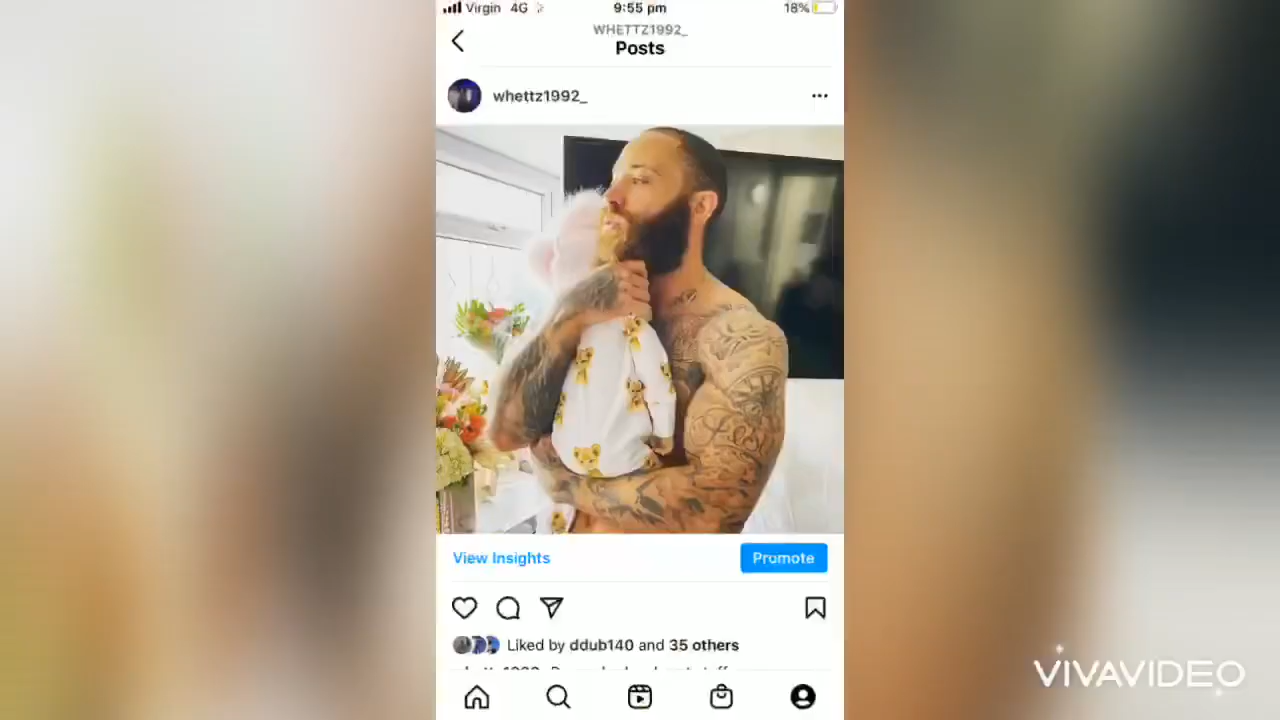 Virgin 4G 9:55 pm 18%
WHETTZ1992_
Posts
whettz1992_
View Insights
Promote
Liked by ddub140 and 35 others
VIVAVIDEO